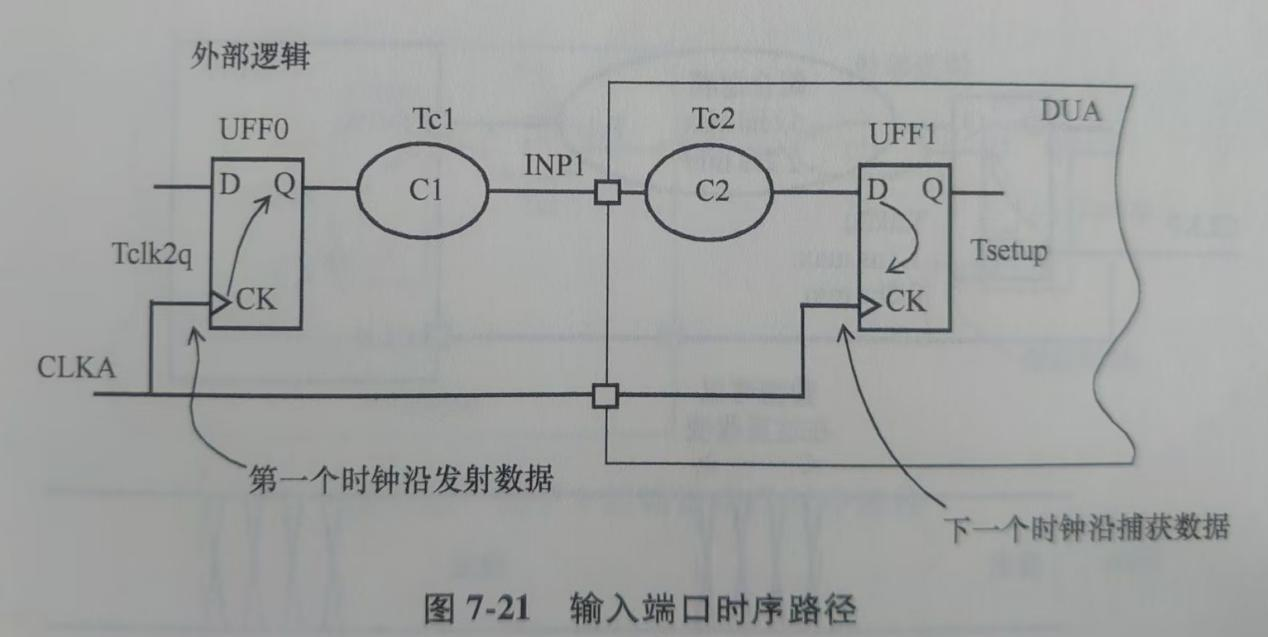 外部逻辑
DUA
Tc1
Tc2
UFF0
UFF1
INP1
D
Q
C1
C2
D
Q
Tclk2q
Tsetup
CK
CK
CLKA
第一个时钟沿发射数据
下一个时钟沿捕获数据
图 7-21 输入端口时序路径